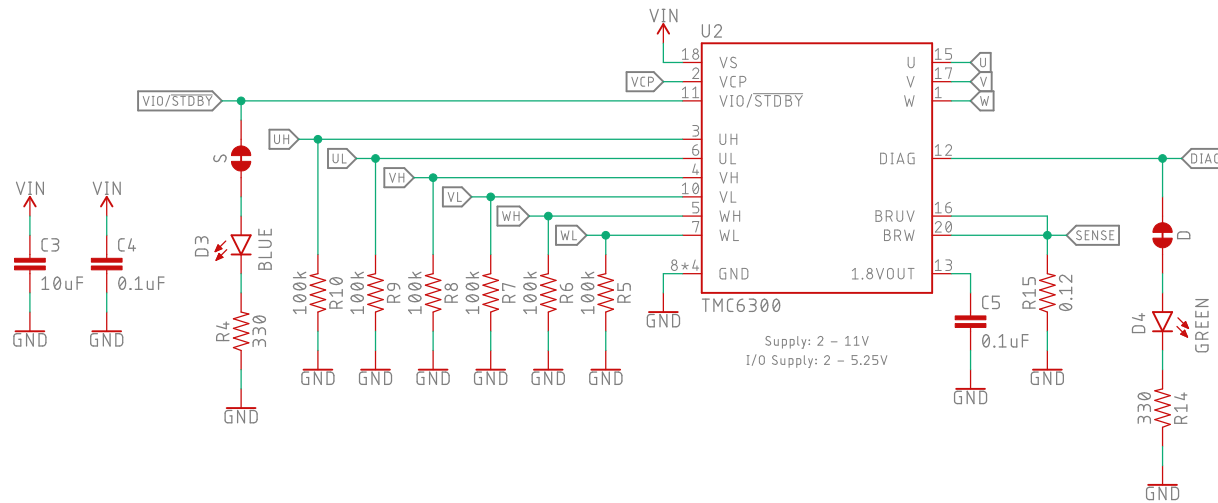 VIN
U2
18
VS
VCP
2
VCP
VIO/STDBY
11
VIO/STDBY
U
15
U
V
17
V
W
1
W
UH
3
UH
UL
6
UL
VH
4
VH
VL
10
VL
WH
5
WH
WL
7
WL
8*4
GND
GND
DIAG
12
BRUV
16
BRW
20
SENSE
1.8VOUT
13
TMC6300
Supply: 2 - 11V
I/O Supply: 2 - 5.25V
S
D3
BLUE
R4
330
GND
VIN
C3
10uF
GND
VIN
C4
0.1uF
GND
100k
R10
GND
100k
R9
GND
100k
R8
GND
100k
R7
GND
100k
R6
GND
100k
R5
GND
C5
0.1uF
GND
R15
0.12
GND
D
D4
GREEN
330
R14
GND